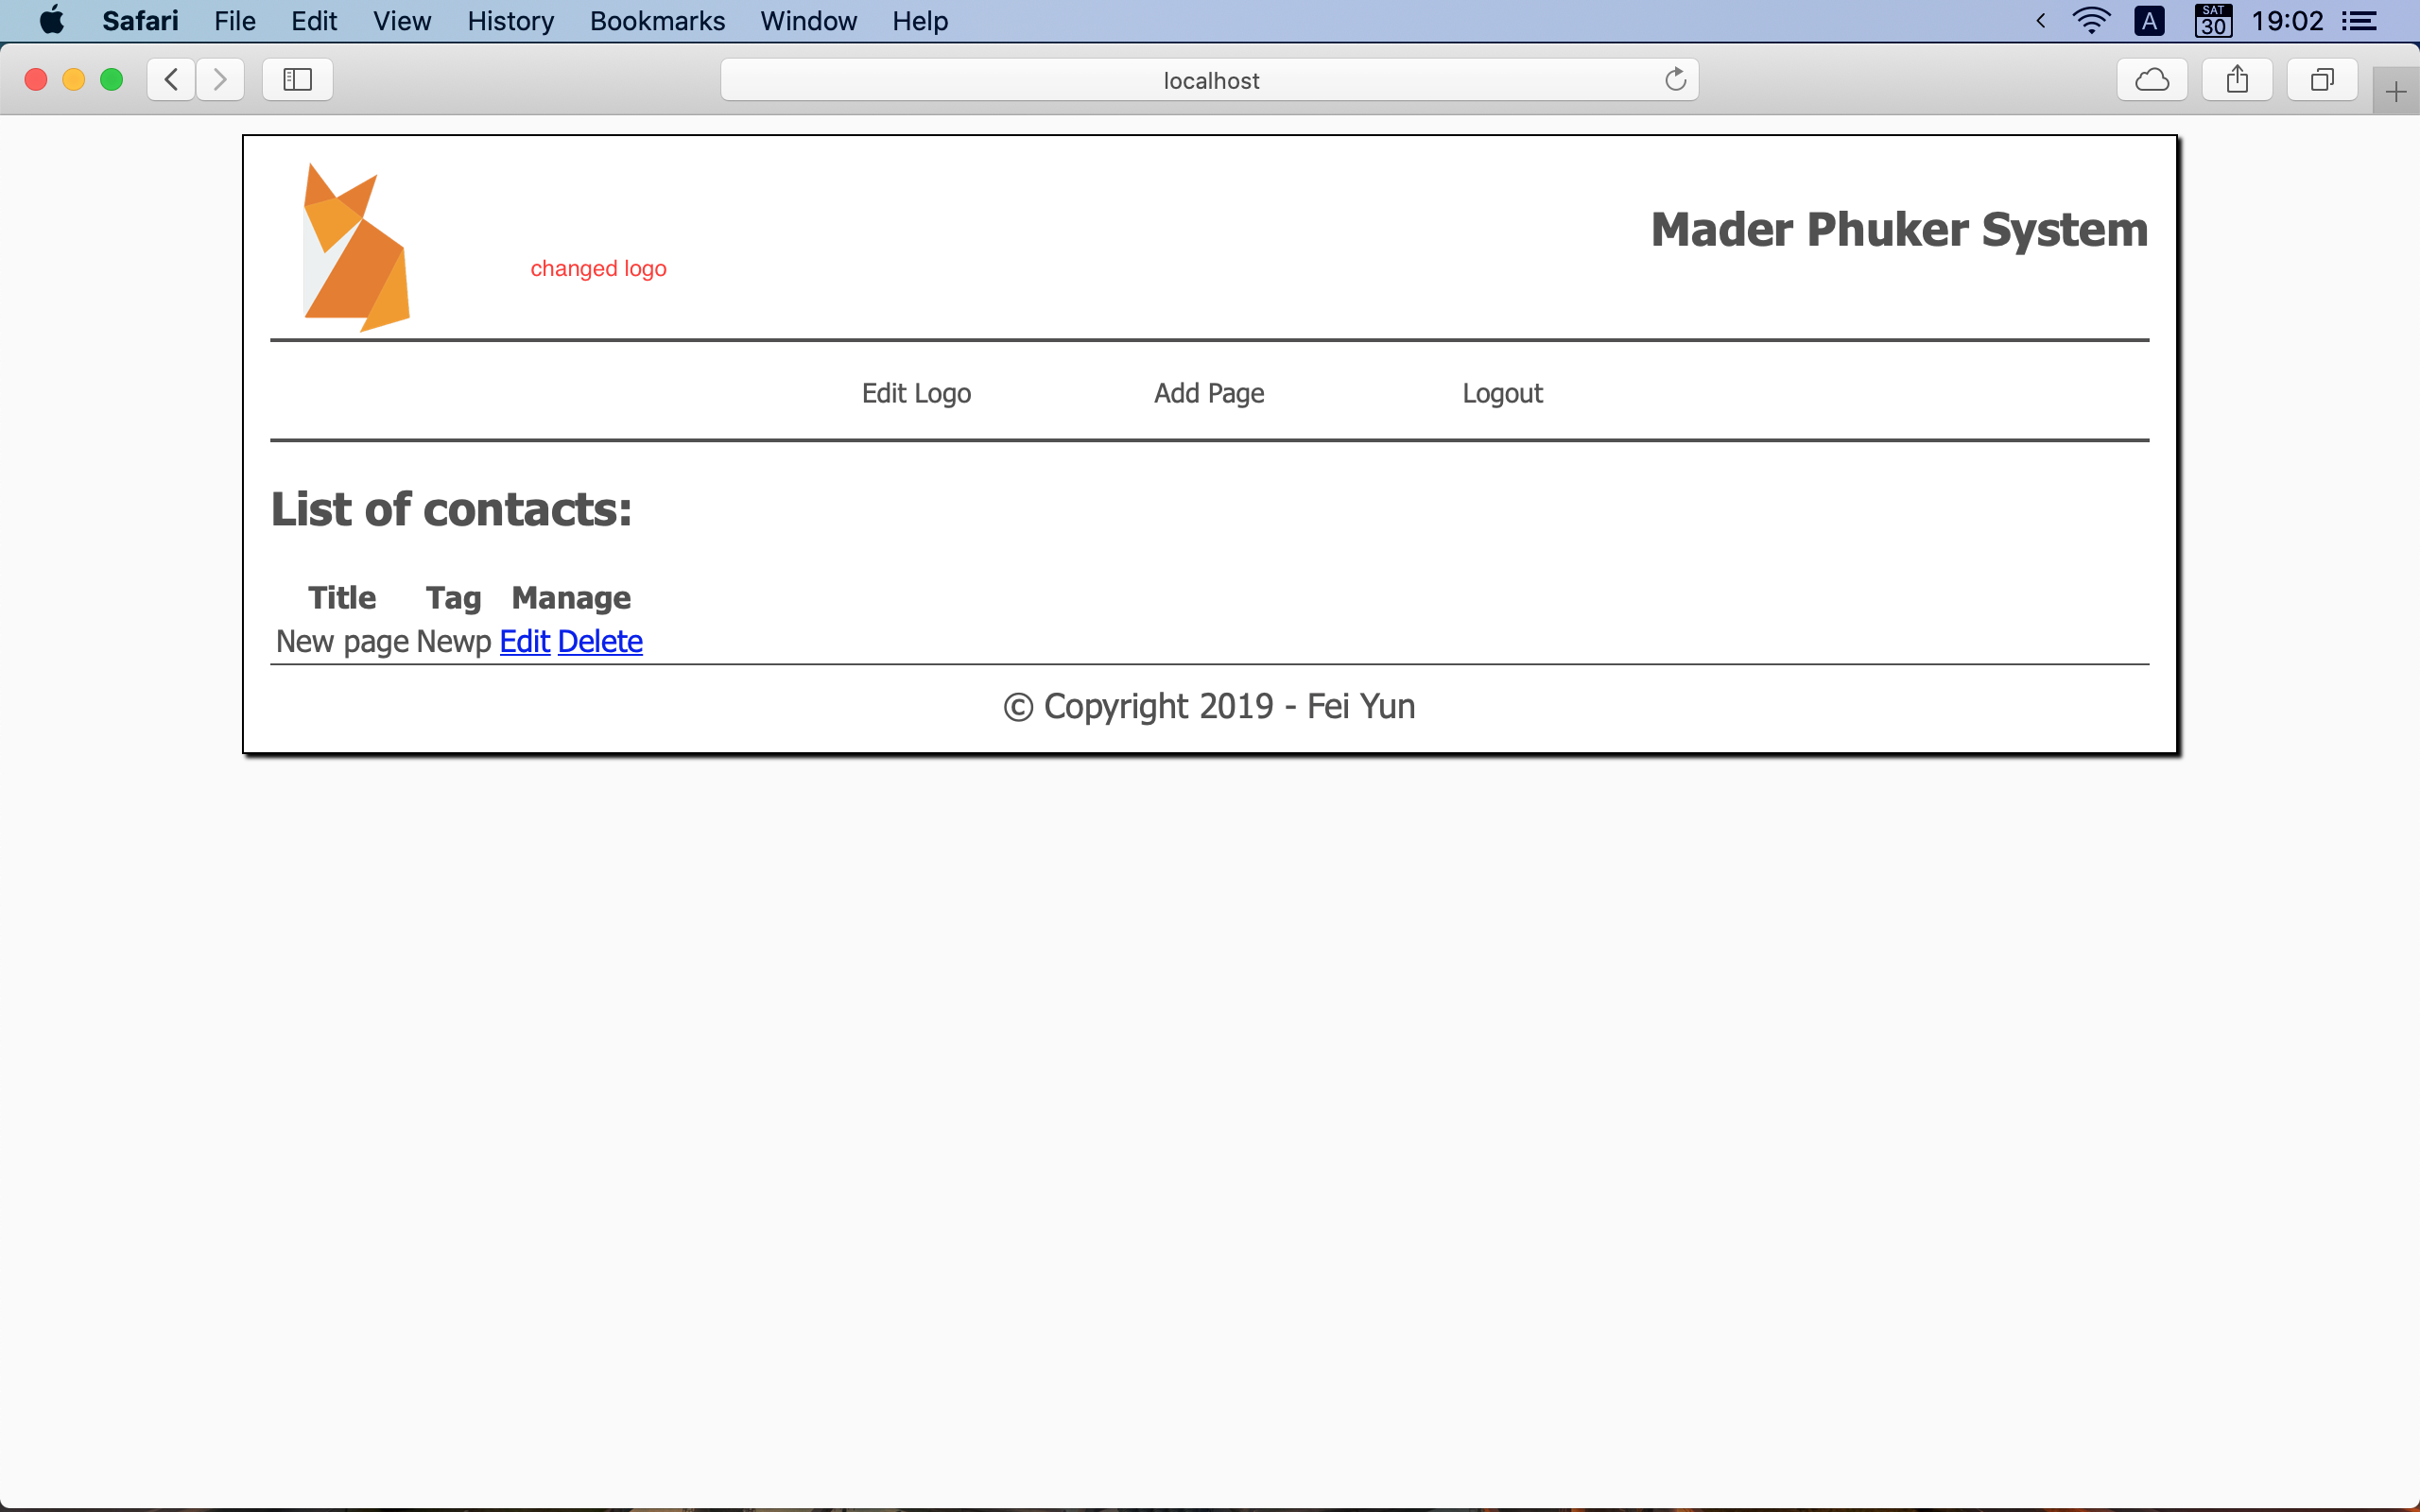 Safari File Edit View History Bookmarks Window Help A SAT 30 19:02
localhost
Mader Phuker System
changed logo
Edit Logo Add Page Logout
List of contacts:
Title Tag Manage
New page Newp Edit Delete
© Copyright 2019 - Fei Yun